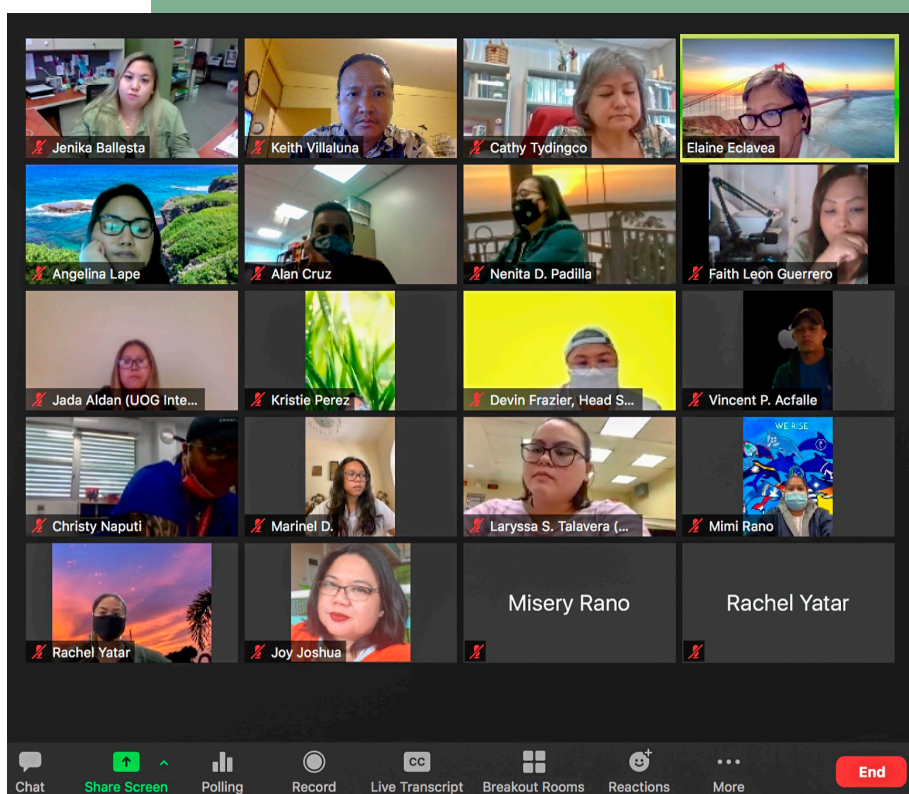 Jenika Ballesta
Keith Villaluna
Cathy Tydingco
Elaine Eclavea
Angelina Lape
Alan Cruz
Nenita D. Padilla
Faith Leon Guerrero
Jada Aldan (UOG Inte...
Kristie Perez
Devin Frazier, Head S...
Vincent P. Acfalle
WE RISE
Christy Naputi
Marinel D.
Laryssa S. Talavera (...
Mimi Rano
Misery Rano
Rachel Yatar
Rachel Yatar
Joy Joshua
CC
Chat
Share Screen
Polling
Record
Live Transcript
Breakout Rooms
Reactions
More
End